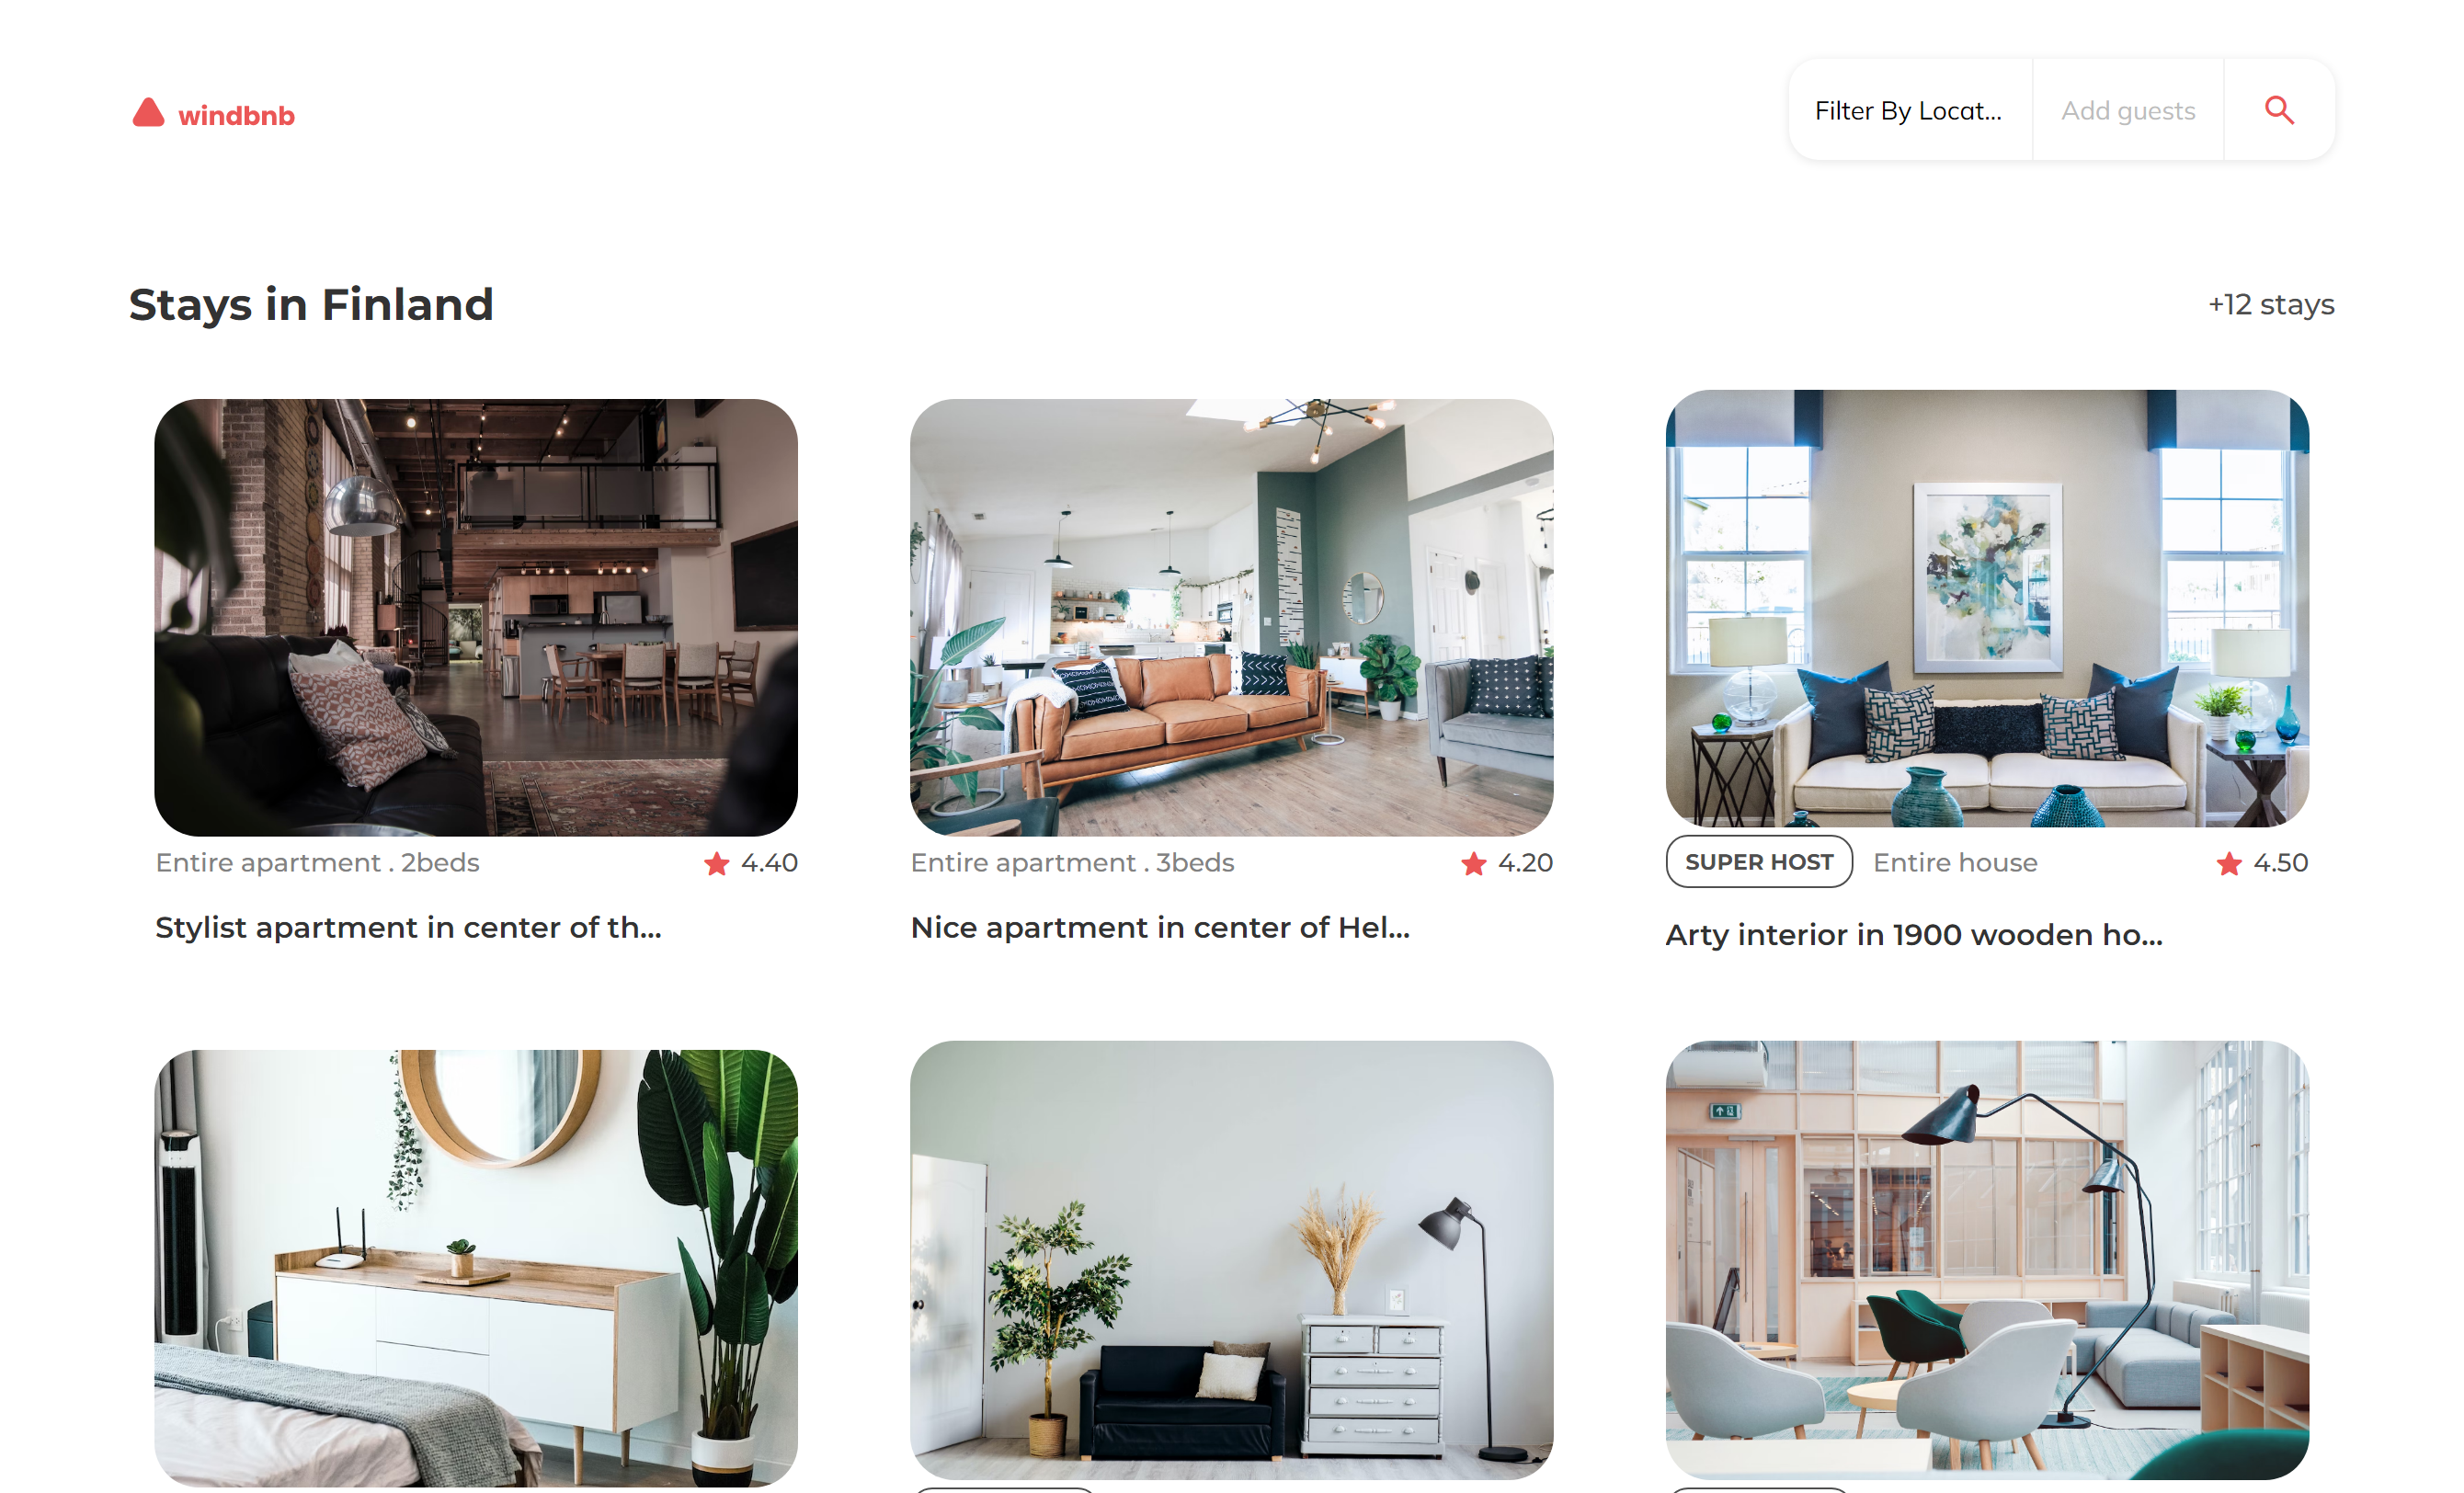 windbnb
Filter By Locat...
Add guests
Stays in Finland
+12 stays
Entire apartment . 2beds
4.40
Stylist apartment in center of th...
Entire apartment . 3beds
4.20
Nice apartment in center of Hel...
SUPER HOST
Entire house
4.50
Arty interior in 1900 wooden ho...